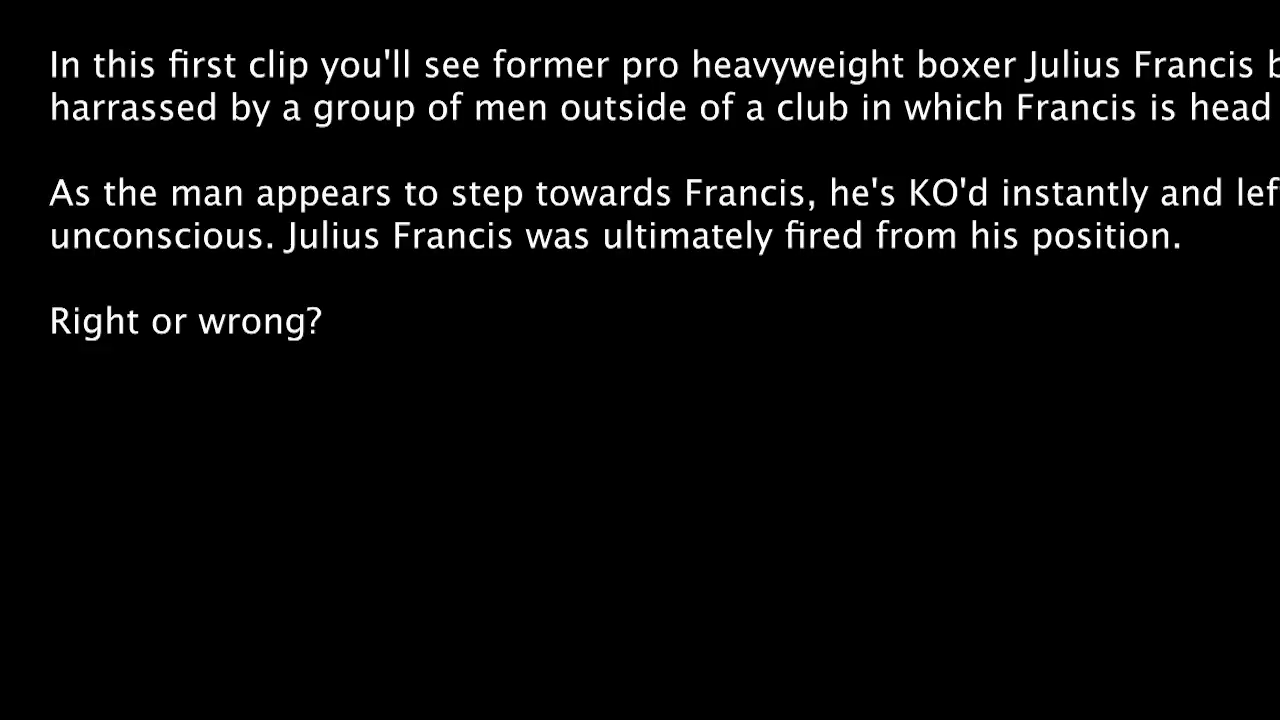 In this first clip you'll see former pro heavyweight boxer Julius Francis
harrassed by a group of men outside of a club in which Francis is head
As the man appears to step towards Francis, he's KO'd instantly and
unconscious. Julius Francis was ultimately fired from his position.
Right or wrong?